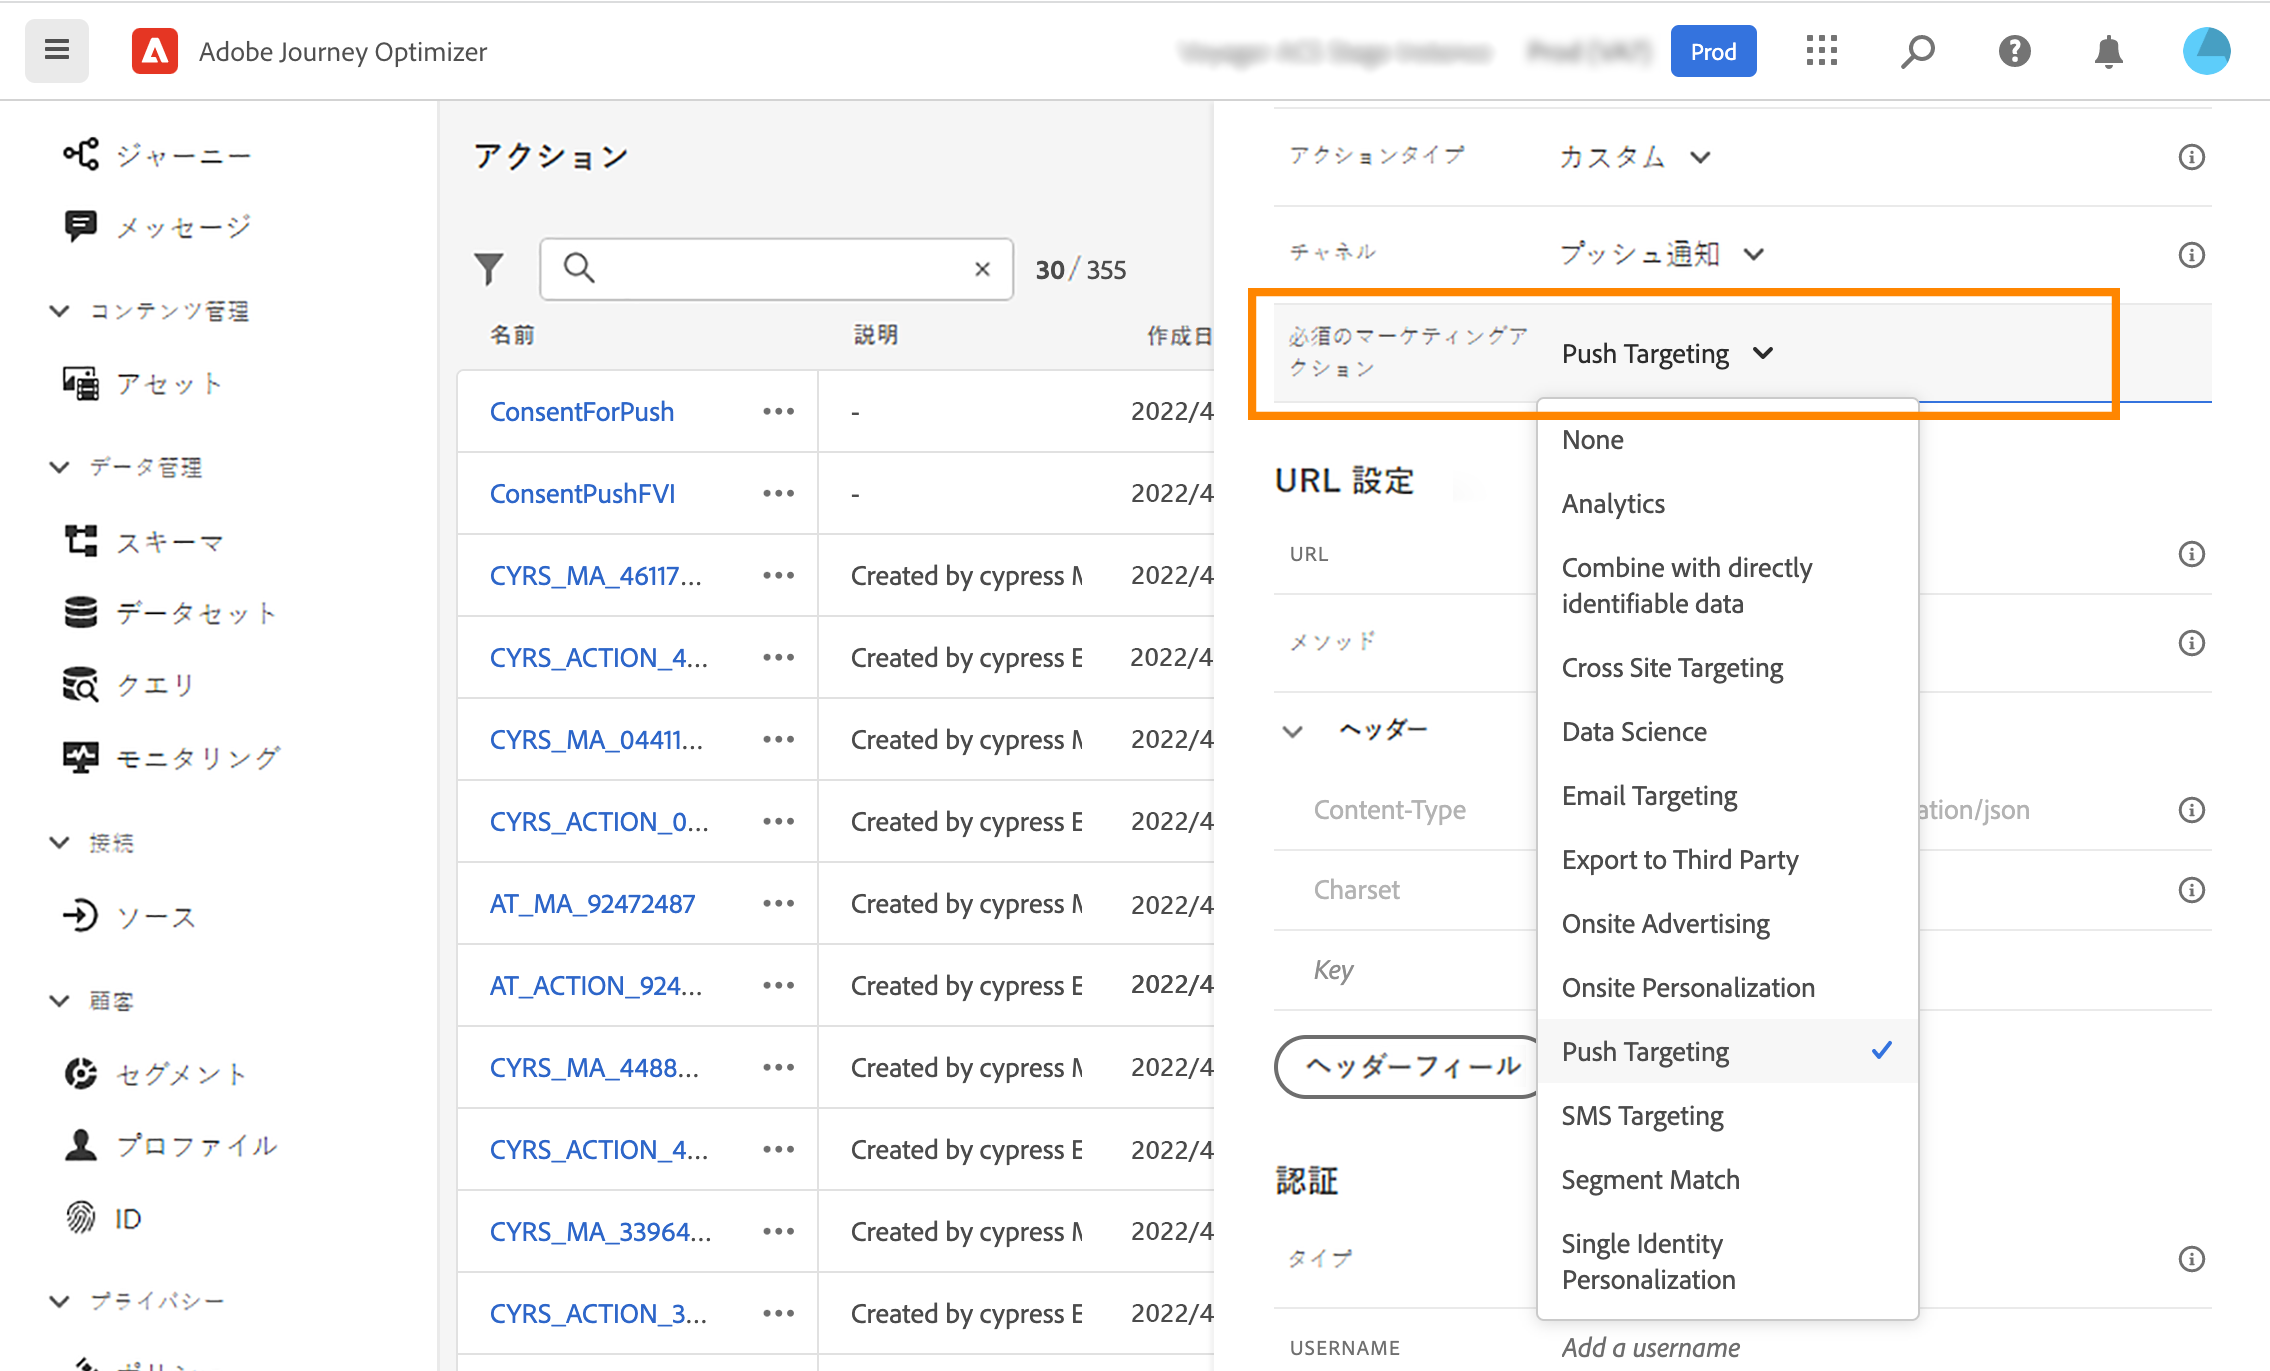 Adobe Journey Optimizer
Prod
ジャーニー
メッセージ
コンテンツ管理
アセット
データ管理
スキーマ
データセット
クエリ
モニタリング
接続
ソース
顧客
セグメント
プロファイル
ID
プライバシー
アクション
30 / 355
名前 説明 作成日
ConsentForPush - 2022/4
ConsentPushFVI - 2022/4
CYRS_MA_46117... Created by cypress M 2022/4
CYRS_ACTION_4... Created by cypress E 2022/4
CYRS_MA_04411... Created by cypress M 2022/4
CYRS_ACTION_0... Created by cypress E 2022/4
AT_MA_92472487 Created by cypress M 2022/4
AT_ACTION_924... Created by cypress E 2022/4
CYRS_MA_4488... Created by cypress M 2022/4
CYRS_ACTION_4... Created by cypress E 2022/4
CYRS_MA_33964... Created by cypress M 2022/4
CYRS_ACTION_3... Created by cypress E 2022/4
アクションタイプ カスタム
チャネル プッシュ通知
必須のマーケティングア
クション
Push Targeting
None
Analytics
Combine with directly
identifiable data
Cross Site Targeting
Data Science
Email Targeting
Export to Third Party
Onsite Advertising
Onsite Personalization
Push Targeting
SMS Targeting
Segment Match
Single Identity
Personalization
URL 設定
URL
メソッド
ヘッダー
Content-Type ation/json
Charset
Key
ヘッダーフィール
認証
タイプ
USERNAME Add a username